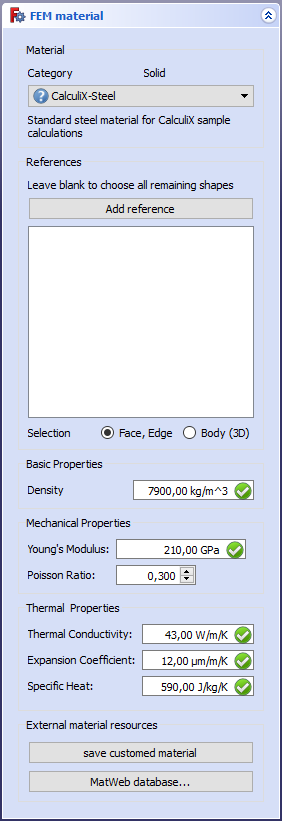 FEM material
Material
Category Solid
CalculiX-Steel
Standard steel material for CalculiX sample
calculations
References
Leave blank to choose all remaining shapes
Add reference
Selection Face, Edge Body (3D)
Basic Properties
Density 7900,00 kg/m^3
Mechanical Properties
Young's Modulus: 210,00 GPa
Poisson Ratio: 0,300
Thermal Properties
Thermal Conductivity: 43,00 W/m/K
Expansion Coefficient: 12,00 µm/m/K
Specific Heat: 590,00 J/kg/K
External material resources
save customed material
MatWeb database...